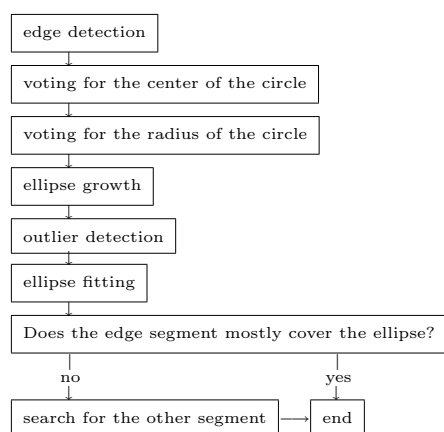 edge detection
voting for the center of the circle
voting for the radius of the circle
ellipse growth
outlier detection
ellipse fitting
Does the edge segment mostly cover the ellipse?
no yes
search for the other segment end